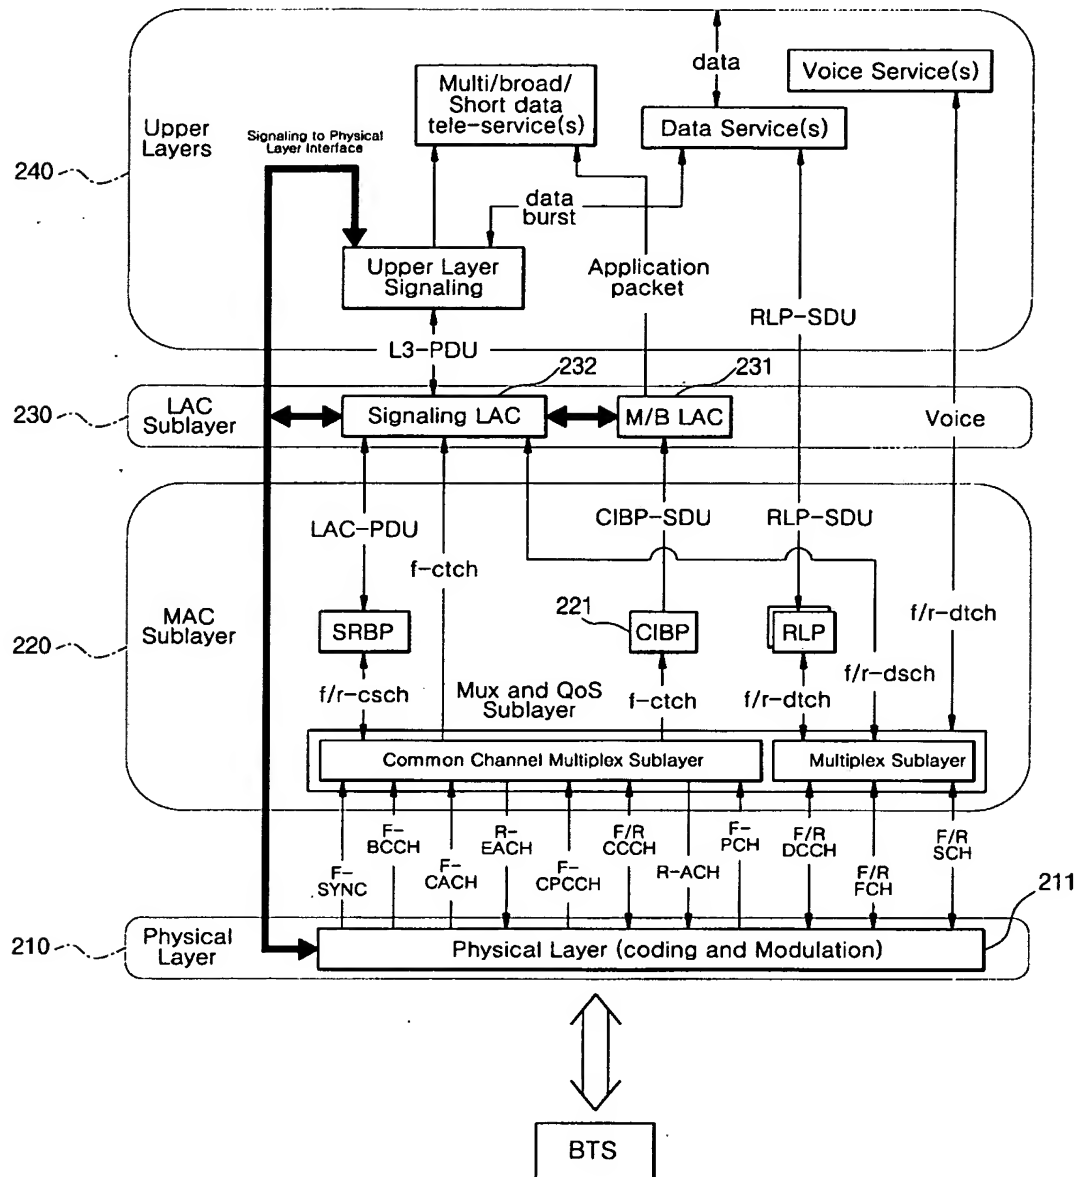 data
Voice Service(s)
Multi/broad/
Short data
tele-service(s)
Data Service(s)
Upper
Layers
Signaling to Physical
Layer Interface
240
data
burst
Upper Layer
Signaling
Application
packet
RLP-SDU
L3-PDU
232
231
230
LAC
Sublayer
Signaling LAC
M/B LAC
Voice
LAC-PDU
CIBP-SDU
RLP-SDU
f-ctch
MAC
Sublayer
220
SRBP
221
CIBP
RLP
f/r-dtch
f/r-dsch
f/r-csch
Mux and QoS
Sublayer
f-ctch
f/r-dtch
Common Channel Multiplex Sublayer
Multiplex Sublayer
F-
SYNC
F-
BCCH
F-
CACH
R-
EACH
F-
CPCCH
F/R
CCCH
R-ACH
F-
PCH
F/R
DCCH
F/R
FCH
F/R
SCH
211
210
Physical
Layer
Physical Layer (coding and Modulation)
BTS